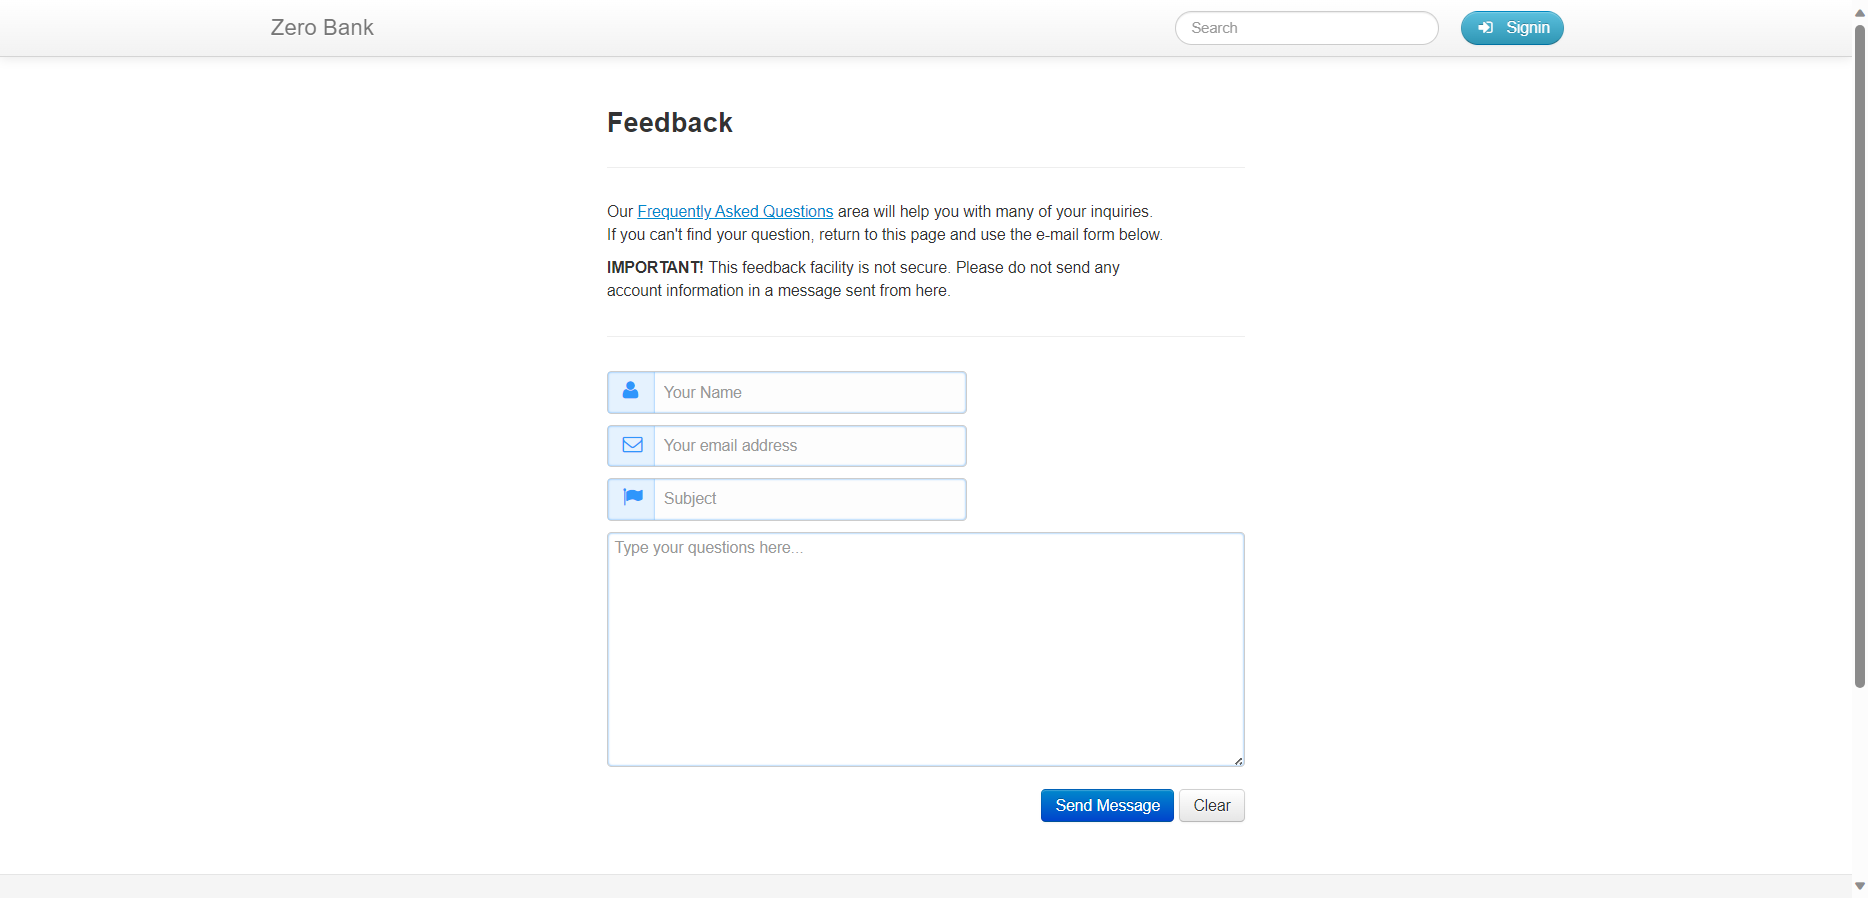 Zero Bank
Search
Signin
Feedback
Our Frequently Asked Questions area will help you with many of your inquiries.
If you can't find your question, return to this page and use the e-mail form below.
IMPORTANT! This feedback facility is not secure. Please do not send any
account information in a message sent from here.
Your Name
Your email address
Subject
Type your questions here...
Send Message
Clear